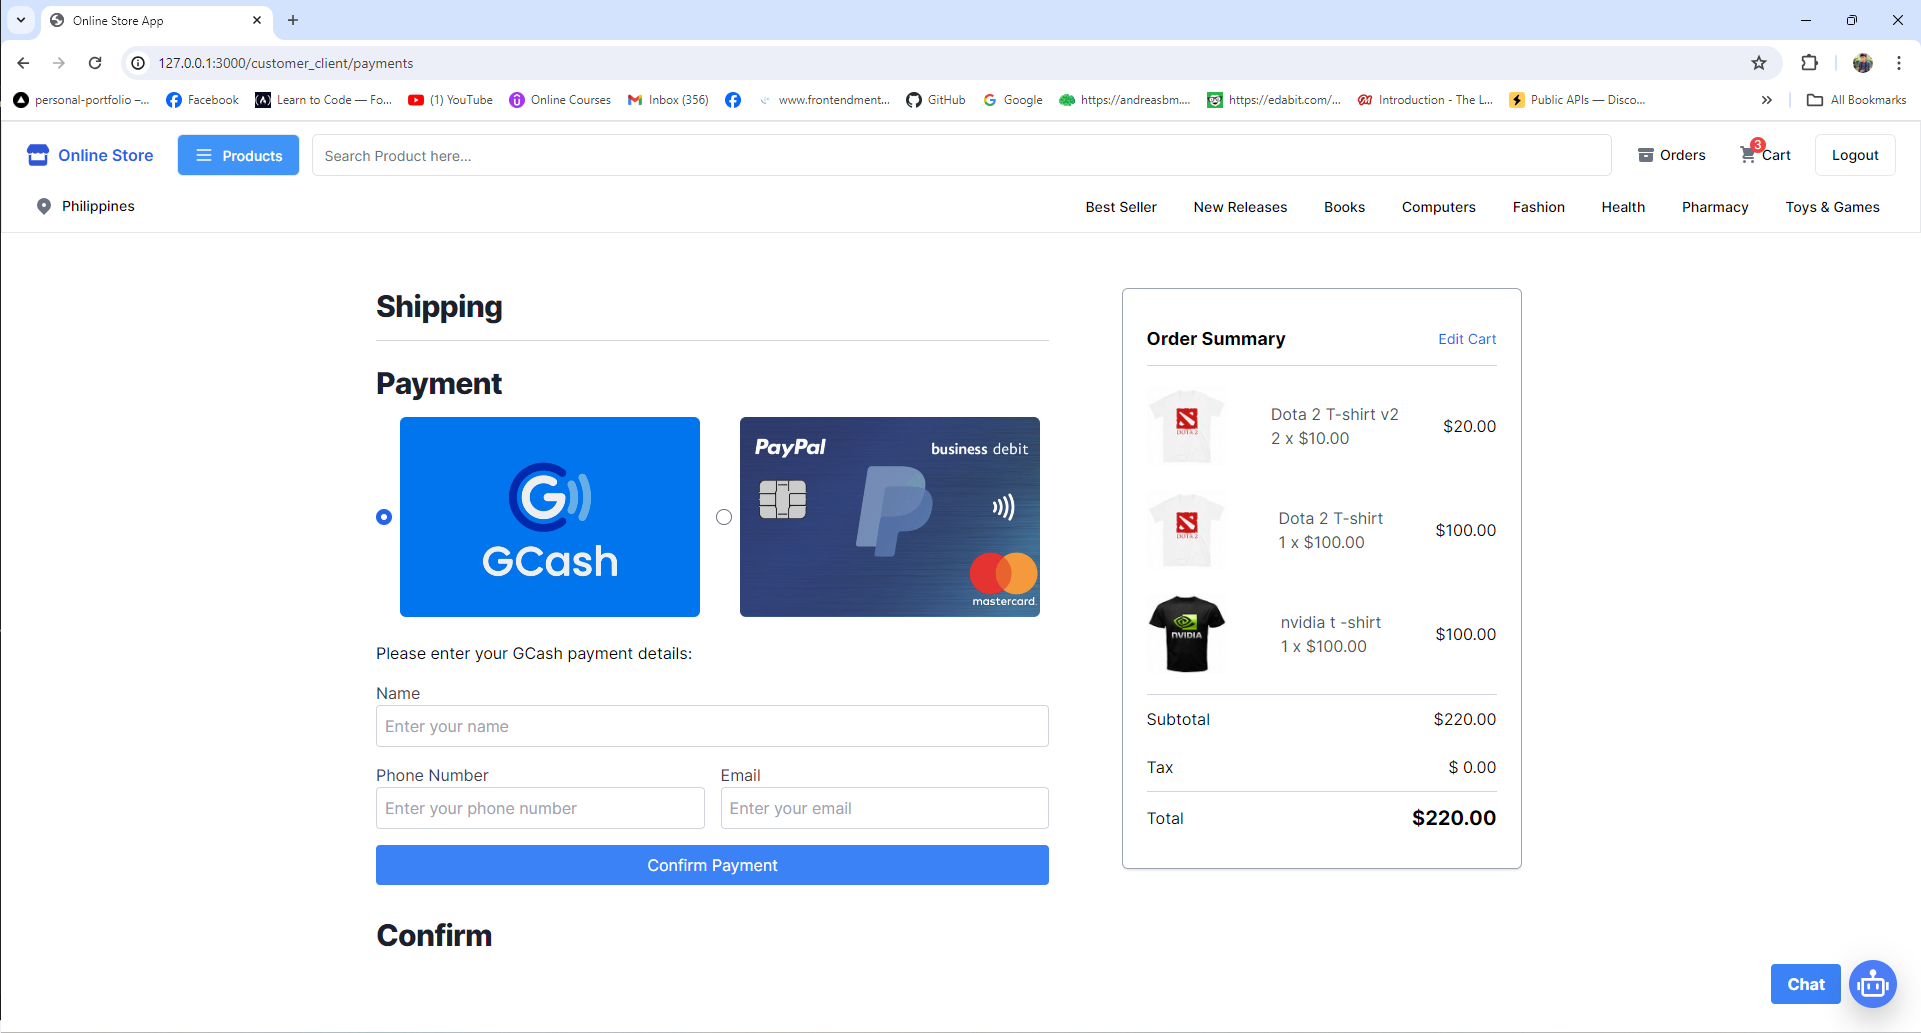 Online Store App
127.0.0.1:3000/customer_client/payments
personal-portfolio –... Facebook Learn to Code — Fo... (1) YouTube Online Courses Inbox (356) www.frontendment... GitHub Google https://andreasbm.... https://edabit.com/... Introduction - The L... Public APIs — Disco... All Bookmarks
Online Store Products Search Product here... Orders 3 Cart Logout
Philippines Best Seller New Releases Books Computers Fashion Health Pharmacy Toys & Games
Shipping
Payment
GCash
PayPal business debit
mastercard.
Please enter your GCash payment details:
Name
Enter your name
Phone Number Email
Enter your phone number Enter your email
Confirm Payment
Confirm
Order Summary Edit Cart
DOTA 2
Dota 2 T-shirt v2
2 x $10.00
$20.00
DOTA 2
Dota 2 T-shirt
1 x $100.00
$100.00
NVIDIA
nvidia t -shirt
1 x $100.00
$100.00
Subtotal $220.00
Tax $ 0.00
Total $220.00
Chat